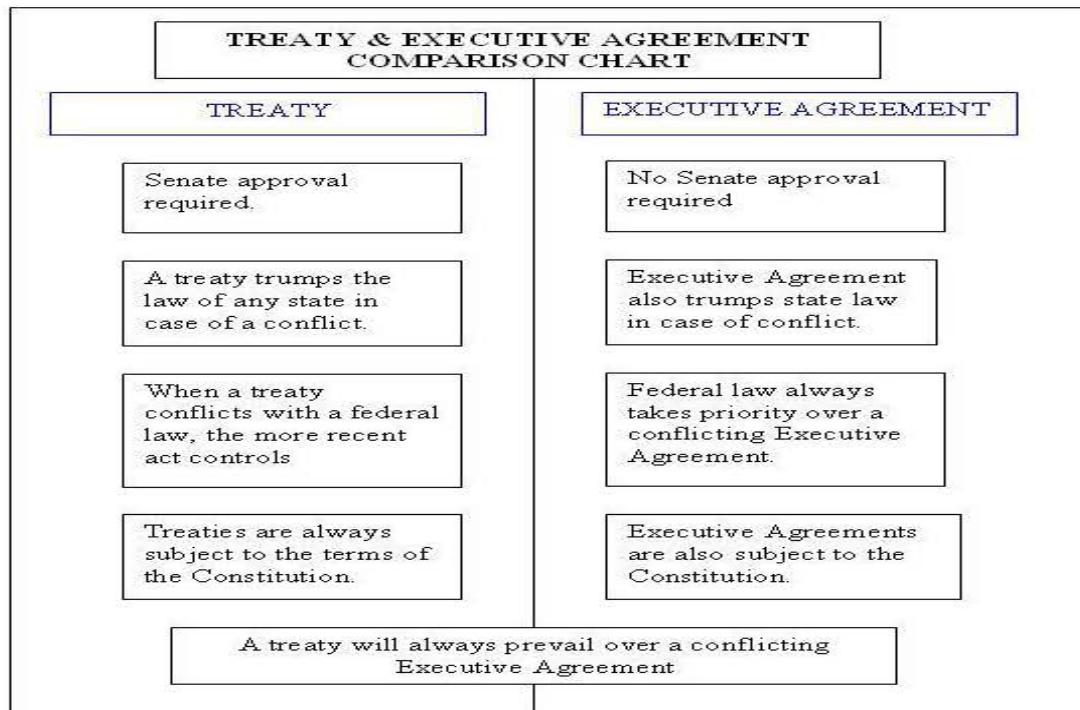 TREATY & EXECUTIVE AGREEMENT
COMPARISON CHART
TREATY
EXECUTIVE AGREEMENT
Senate approval
required.
No Senate approval
required
A treaty trumps the
law of any state in
case of a conflict.
Executive Agreement
also trumps state law
in case of conflict.
When a treaty
conflicts with a federal
law, the more recent
act controls
Federal law always
takes priority over a
conflicting Executive
Agreement.
Treaties are always
subject to the terms of
the Constitution.
Executive Agreements
are also subject to the
Constitution.
A treaty will always prevail over a conflicting
Executive Agreement